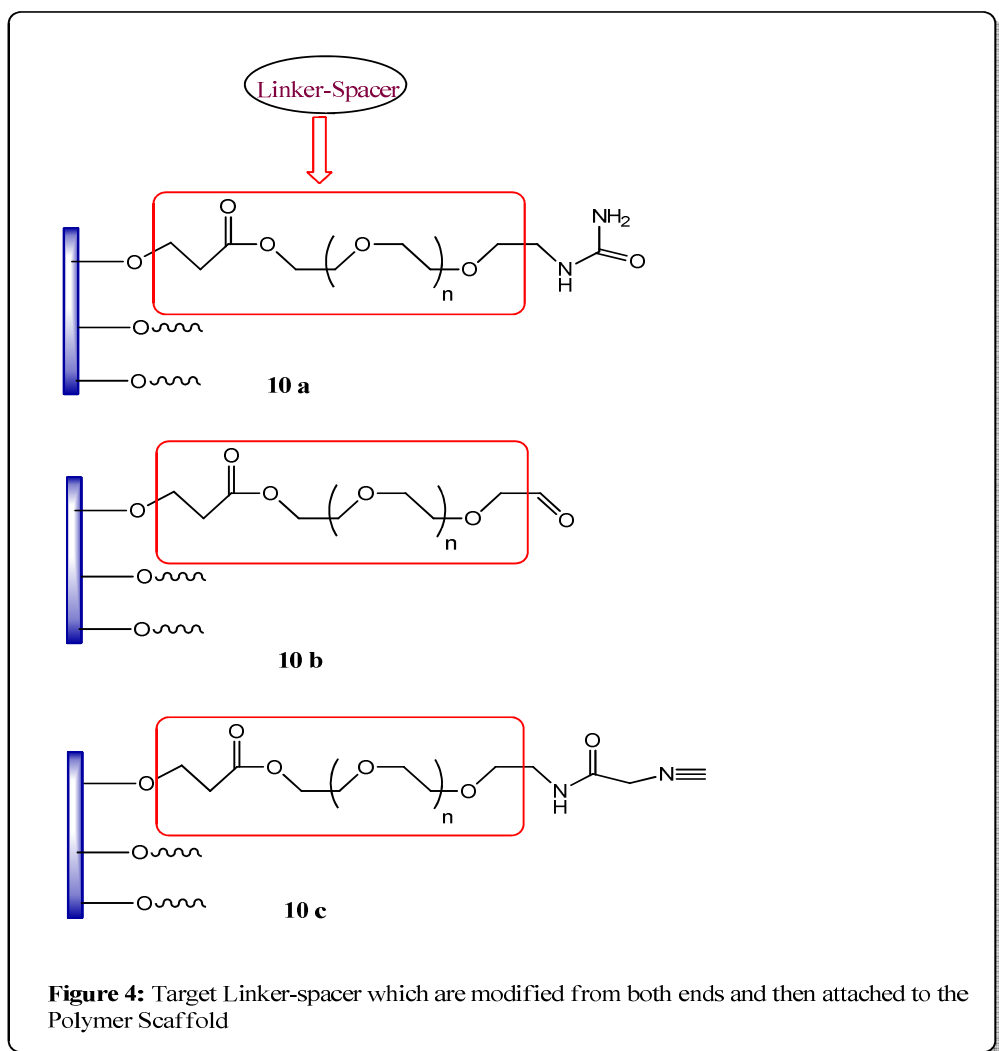 Linker-Spacer
O
O
O
O
O
n
N
H
NH2
O
O
O
10 a
O
O
O
O
O
n
O
O
O
10 b
O
O
O
O
O
n
N
H
O
N
O
O
10 c
Figure 4: Target Linker-spacer which are modified from both ends and then attached to the
Polymer Scaffold